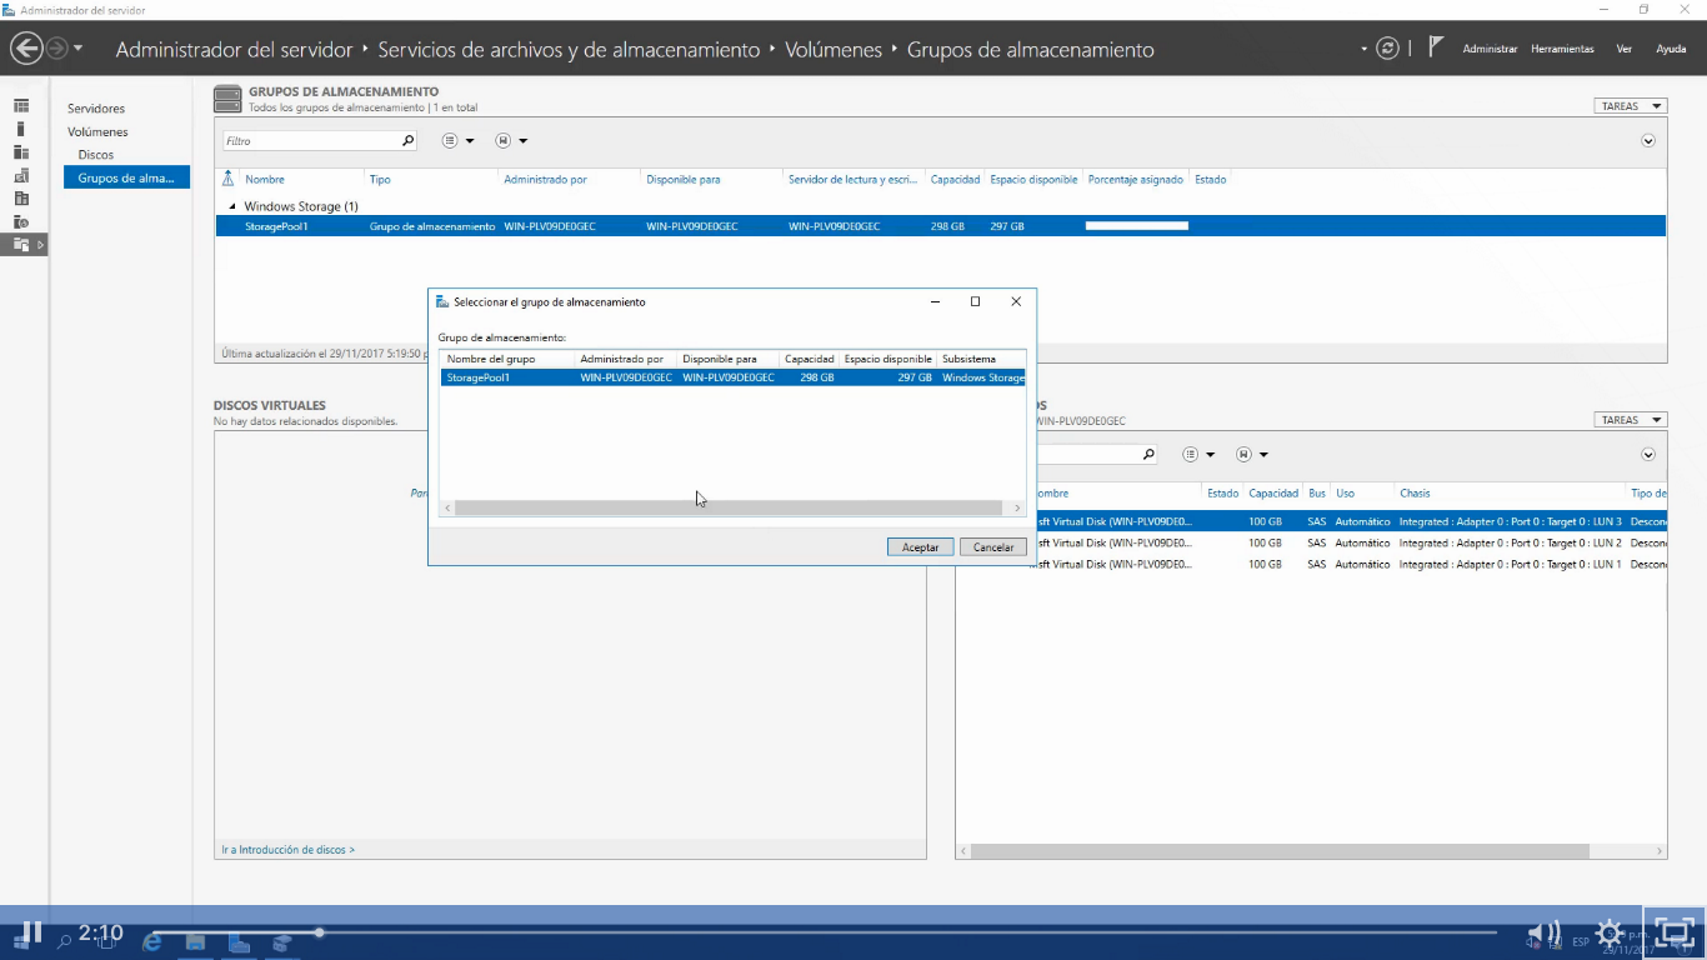 Administrador del servidor
Administrador del servidor ‣ Servicios de archivos y de almacenamiento ‣ Volúmenes ‣ Grupos de almacenamiento
Administrar Herramientas Ver Ayuda
Servidores
Volúmenes
Discos
Grupos de alma...
GRUPOS DE ALMACENAMIENTO
Todos los grupos de almacenamiento | 1 en total
TAREAS
Filtro
Nombre Tipo Administrado por Disponible para Servidor de lectura y escri... Capacidad Espacio disponible Porcentaje asignado Estado
Windows Storage (1)
StoragePool1 Grupo de almacenamiento WIN-PLV09DE0GEC WIN-PLV09DE0GEC WIN-PLV09DE0GEC 298 GB 297 GB
Última actualización el 29/11/2017 5:19:50 p
Seleccionar el grupo de almacenamiento
Grupo de almacenamiento:
Nombre del grupo Administrado por Disponible para Capacidad Espacio disponible Subsistema
StoragePool1 WIN-PLV09DE0GEC WIN-PLV09DE0GEC 298 GB 297 GB Windows Storage
Aceptar Cancelar
DISCOS VIRTUALES
No hay datos relacionados disponibles.
Par
Ir a Introducción de discos >
OS
WIN-PLV09DE0GEC
TAREAS
ombre Estado Capacidad Bus Uso Chasis Tipo de
sft Virtual Disk (WIN-PLV09DE0... 100 GB SAS Automático Integrated : Adapter 0 : Port 0 : Target 0 : LUN 3 Descon
sft Virtual Disk (WIN-PLV09DE0... 100 GB SAS Automático Integrated : Adapter 0 : Port 0 : Target 0 : LUN 2 Descon
sft Virtual Disk (WIN-PLV09DE0... 100 GB SAS Automático Integrated : Adapter 0 : Port 0 : Target 0 : LUN 1 Descon
2:10
ESP
p.m.
29/11/2017